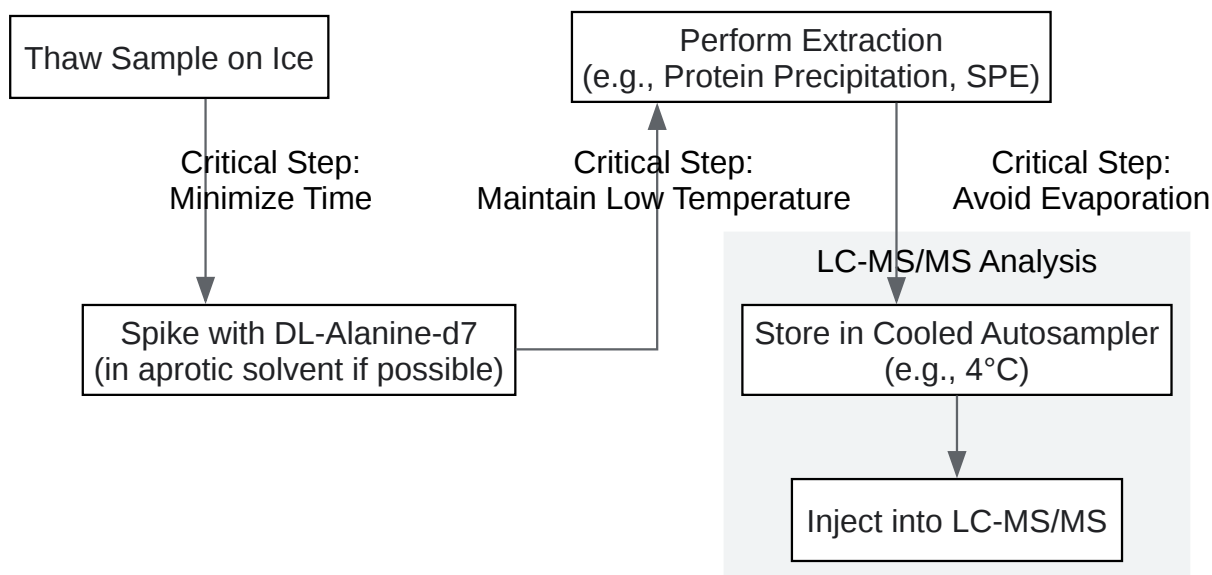 Thaw Sample on Ice
Critical Step:
Minimize Time
Spike with DL-Alanine-d7
(in aprotic solvent if possible)
Critical Step:
Maintain Low Temperature
Perform Extraction
(e.g., Protein Precipitation, SPE)
Critical Step:
Avoid Evaporation
LC-MS/MS Analysis
Store in Cooled Autosampler
(e.g., 4°C)
Inject into LC-MS/MS